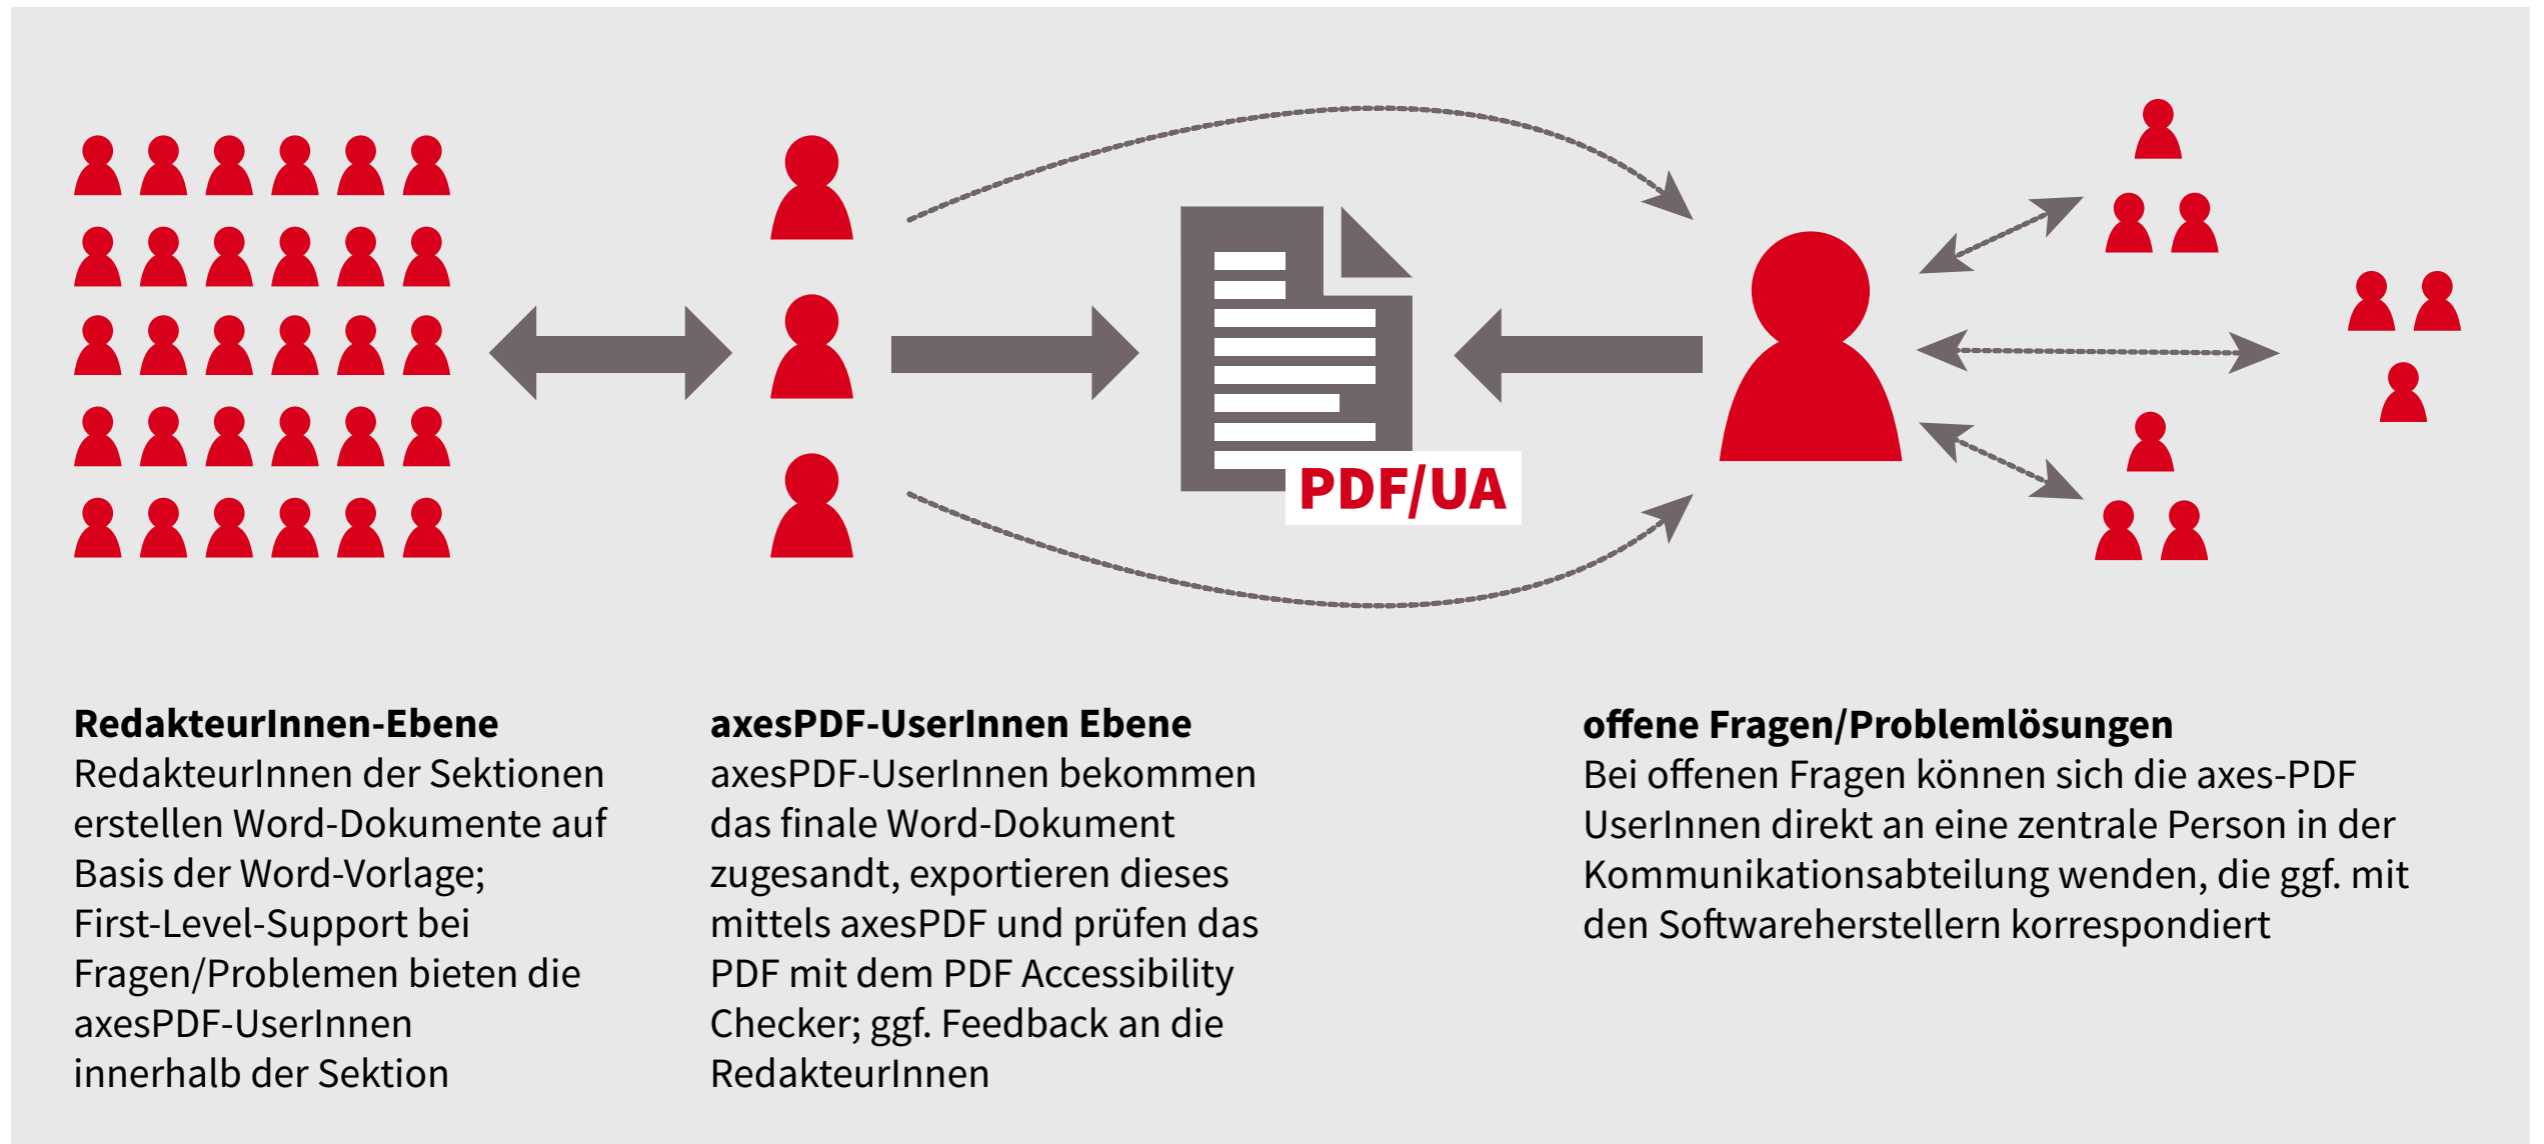 PDF/UA
RedakteurInnen-Ebene
RedakteurInnen der Sektionen
erstellen Word-Dokumente auf
Basis der Word-Vorlage;
First-Level-Support bei
Fragen/Problemen bieten die
axesPDF-UserInnen
innerhalb der Sektion
axesPDF-UserInnen Ebene
axesPDF-UserInnen bekommen
das finale Word-Dokument
zugesandt, exportieren dieses
mittels axesPDF und prüfen das
PDF mit dem PDF Accessibility
Checker; ggf. Feedback an die
RedakteurInnen
offene Fragen/Problemlösungen
Bei offenen Fragen können sich die axes-PDF
UserInnen direkt an eine zentrale Person in der
Kommunikationsabteilung wenden, die ggf. mit
den Softwareherstellern korrespondiert